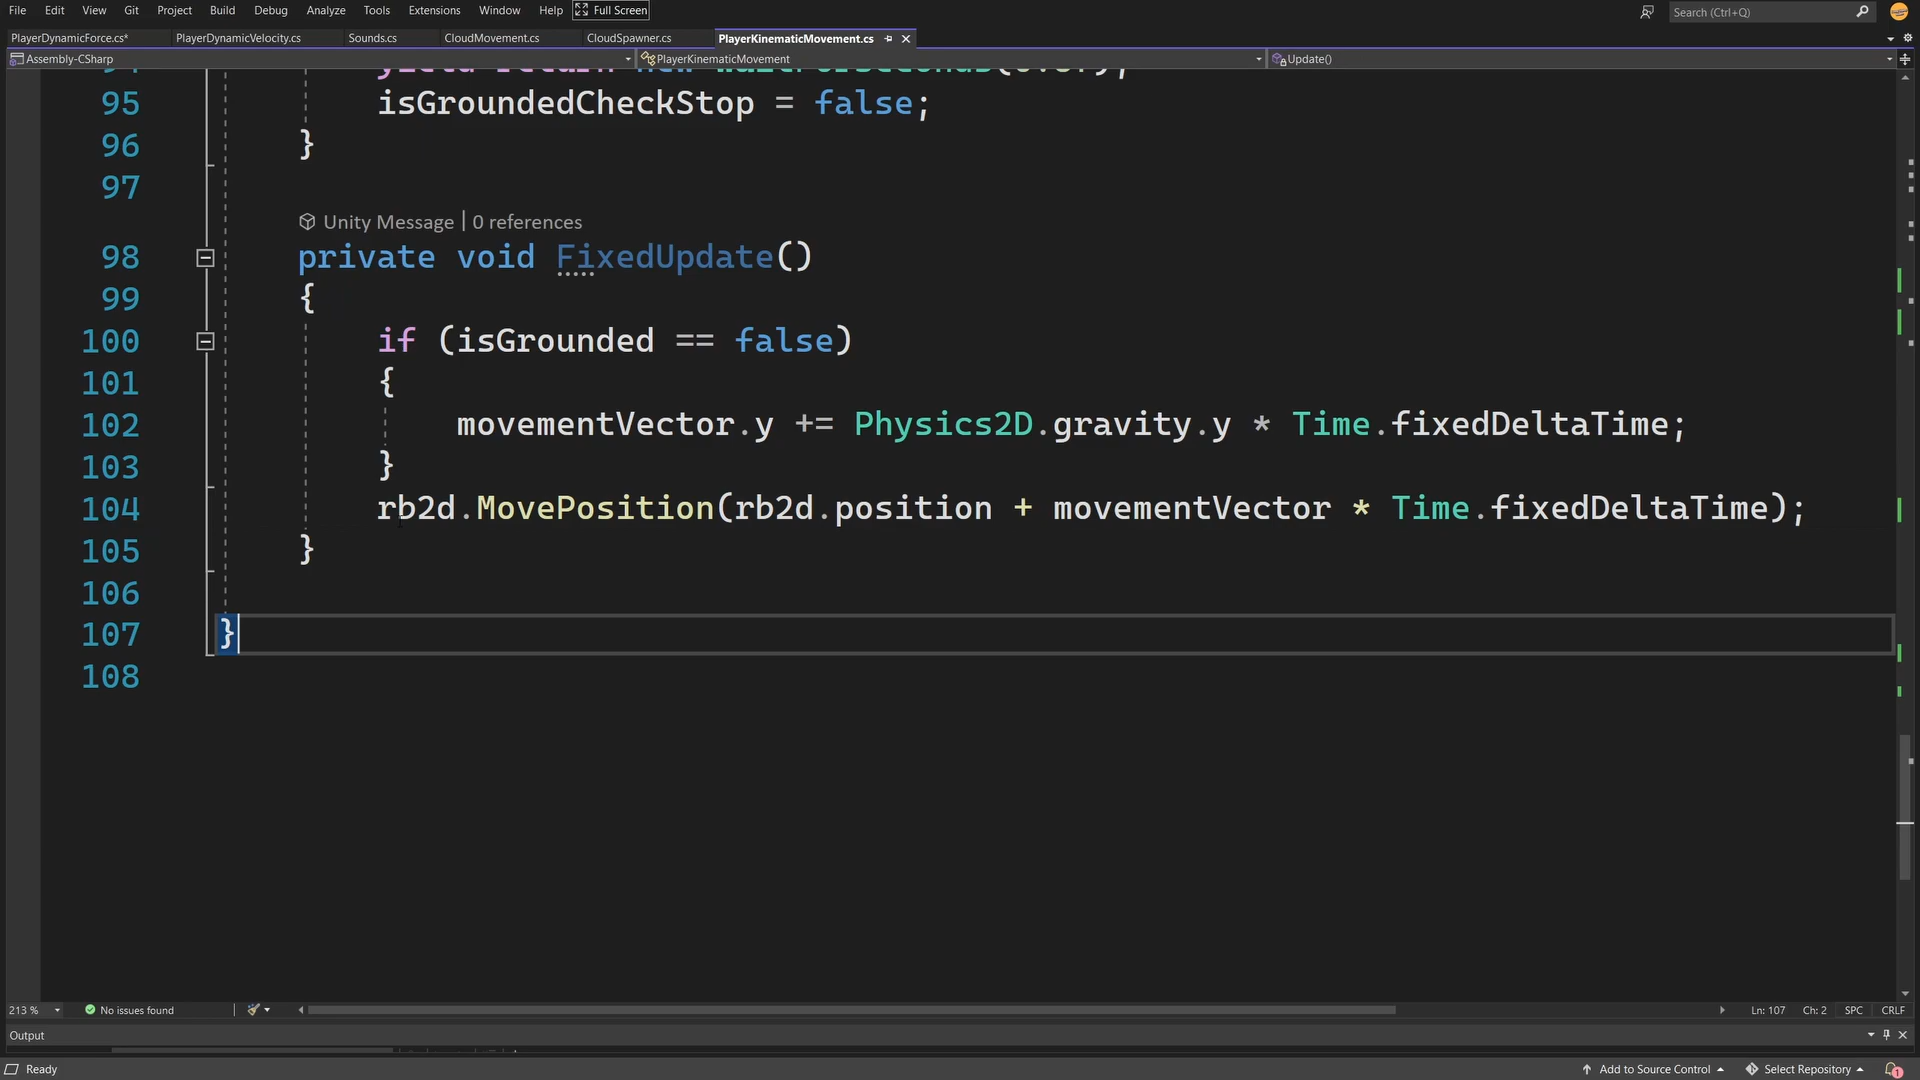 File Edit View Git Project Build Debug Analyze Tools Extensions Window Help Full Screen Search (Ctrl+Q)
PlayerDynamicForce.cs* PlayerDynamicVelocity.cs Sounds.cs CloudMovement.cs CloudSpawner.cs PlayerKinematicMovement.cs
Assembly-CSharp PlayerKinematicMovement Update()
yield return new
95 isGroundedCheckStop = false;
96 }
97
Unity Message | 0 references
98 private void FixedUpdate()
99 {
100 if (isGrounded == false)
101 {
102 movementVector.y += Physics2D.gravity.y * Time.fixedDeltaTime;
103 }
104 rb2d.MovePosition(rb2d.position + movementVector * Time.fixedDeltaTime);
105 }
106
107 }
108
213 % No issues found Ln: 107 Ch: 2 SPC CRLF
Output
Ready Add to Source Control Select Repository 1